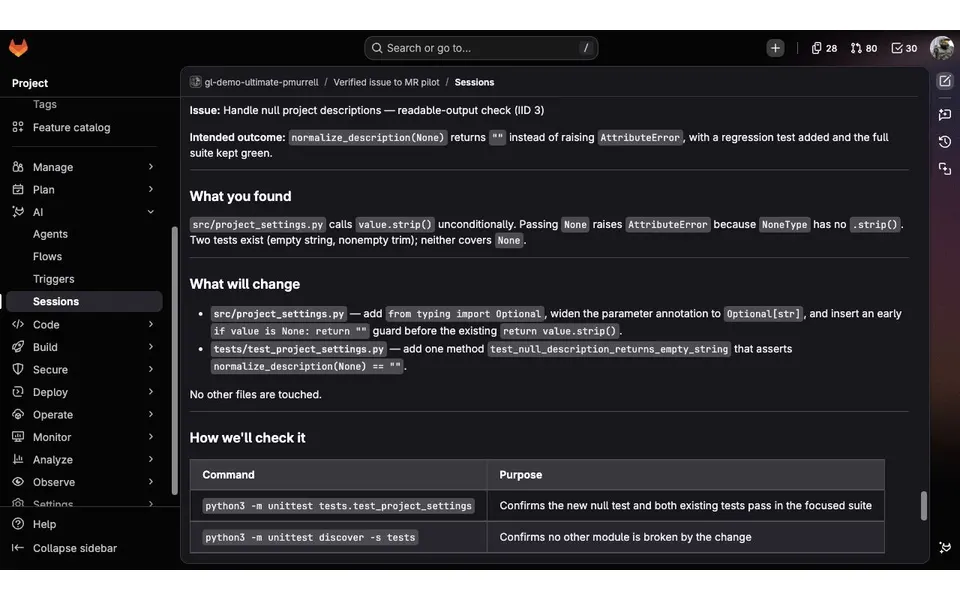 Search or go to...
/
28
80
30
Project
Tags
Feature catalog
Manage
Plan
AI
Agents
Flows
Triggers
Sessions
Code
Build
Secure
Deploy
Operate
Monitor
Analyze
Observe
Settings
Help
Collapse sidebar
gl-demo-ultimate-pmurrell / Verified issue to MR pilot / Sessions
Issue: Handle null project descriptions — readable-output check (IID 3)
Intended outcome: normalize_description(None) returns "" instead of raising AttributeError, with a regression test added and the full
suite kept green.
What you found
src/project_settings.py calls value.strip() unconditionally. Passing None raises AttributeError because NoneType has no .strip().
Two tests exist (empty string, nonempty trim); neither covers None.
What will change
• src/project_settings.py — add from typing import Optional, widen the parameter annotation to Optional[str], and insert an early
if value is None: return "" guard before the existing return value.strip().
• tests/test_project_settings.py — add one method test_null_description_returns_empty_string that asserts
normalize_description(None) == "".
No other files are touched.
How we'll check it
Command Purpose
python3 -m unittest tests.test_project_settings Confirms the new null test and both existing tests pass in the focused suite
python3 -m unittest discover -s tests Confirms no other module is broken by the change